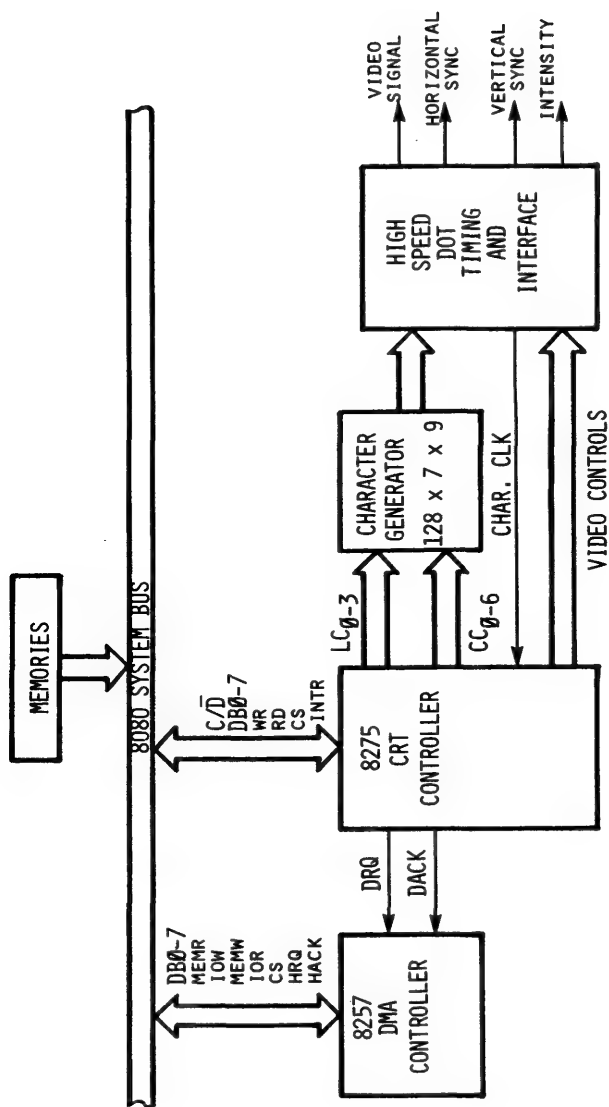 MEMORIES
8080 SYSTEM BUS
DBØ-7
MEMR
IOW
MEMW
IOR
CS
HRQ
HACK
C/D̅
DBØ-7
WR
RD
CS
INTR
8257
DMA
CONTROLLER
DRQ
DACK
8275
CRT
CONTROLLER
LCØ-3
CCØ-6
CHARACTER
GENERATOR
128 x 7 x 9
CHAR. CLK
VIDEO CONTROLS
HIGH
SPEED
DOT
TIMING
AND
INTERFACE
VIDEO
SIGNAL
HORIZONTAL
SYNC
VERTICAL
SYNC
INTENSITY